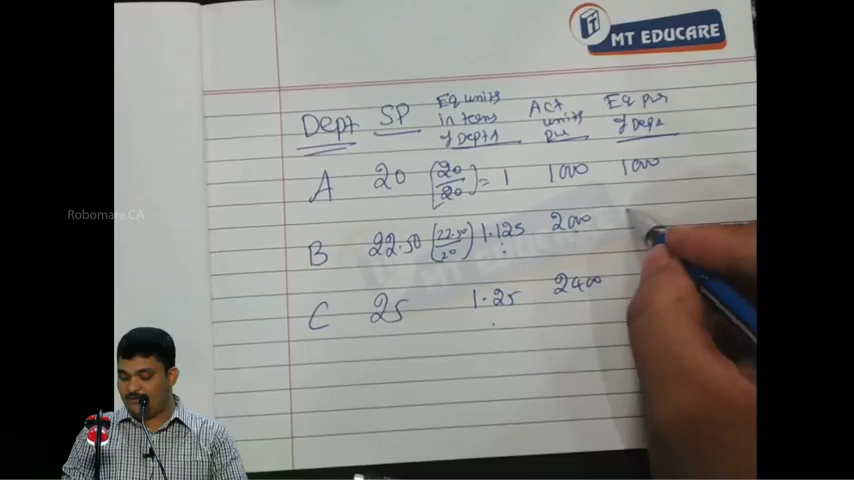 MT EDUCARE
Dept SP Eq units in terms of Dept A Act units pu Eq pur of Dept A
A 20 (20/20) = 1 1000 1000
B 22.50 (22.50/20) 1.125 2000
C 25 1.25 2400
Robomate CA